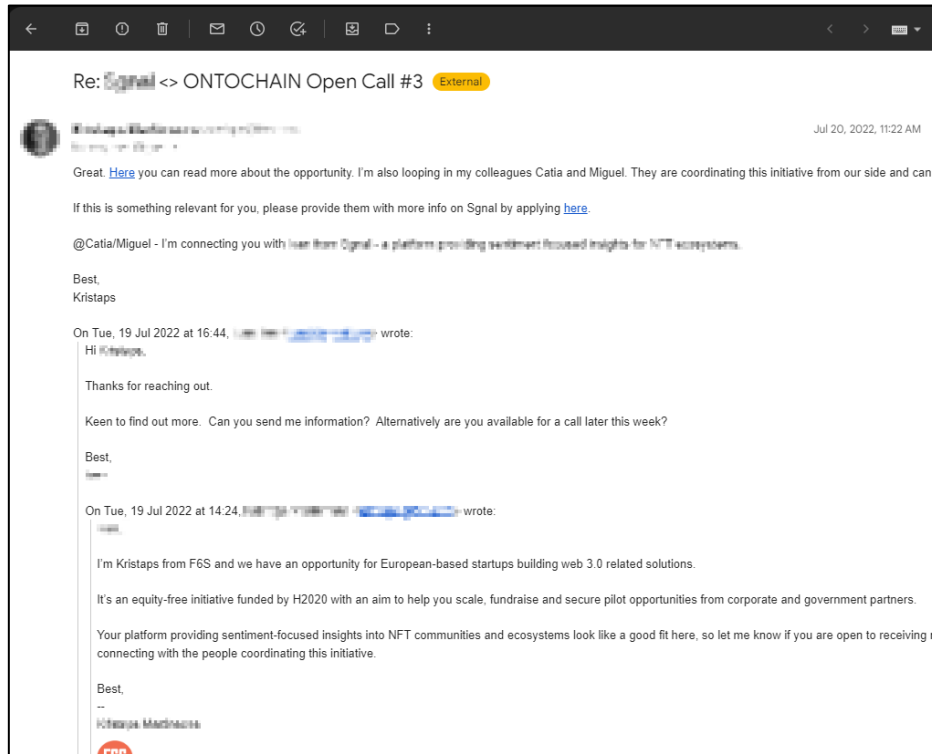 Re: <> ONTOCHAIN Open Call #3 External
Jul 20, 2022, 11:22 AM
Great. Here you can read more about the opportunity. I'm also looping in my colleagues Catia and Miguel. They are coordinating this initiative from our side and can
If this is something relevant for you, please provide them with more info on Sgnal by applying here.
@Catia/Miguel - I'm connecting you with
Best,
Kristaps
On Tue, 19 Jul 2022 at 16:44, wrote:
Hi
Thanks for reaching out.
Keen to find out more. Can you send me information? Alternatively are you available for a call later this week?
Best,
On Tue, 19 Jul 2022 at 14:24, wrote:
I'm Kristaps from F6S and we have an opportunity for European-based startups building web 3.0 related solutions.
It's an equity-free initiative funded by H2020 with an aim to help you scale, fundraise and secure pilot opportunities from corporate and government partners.
Your platform providing sentiment-focused insights into NFT communities and ecosystems look like a good fit here, so let me know if you are open to receiving
connecting with the people coordinating this initiative.
Best,
--